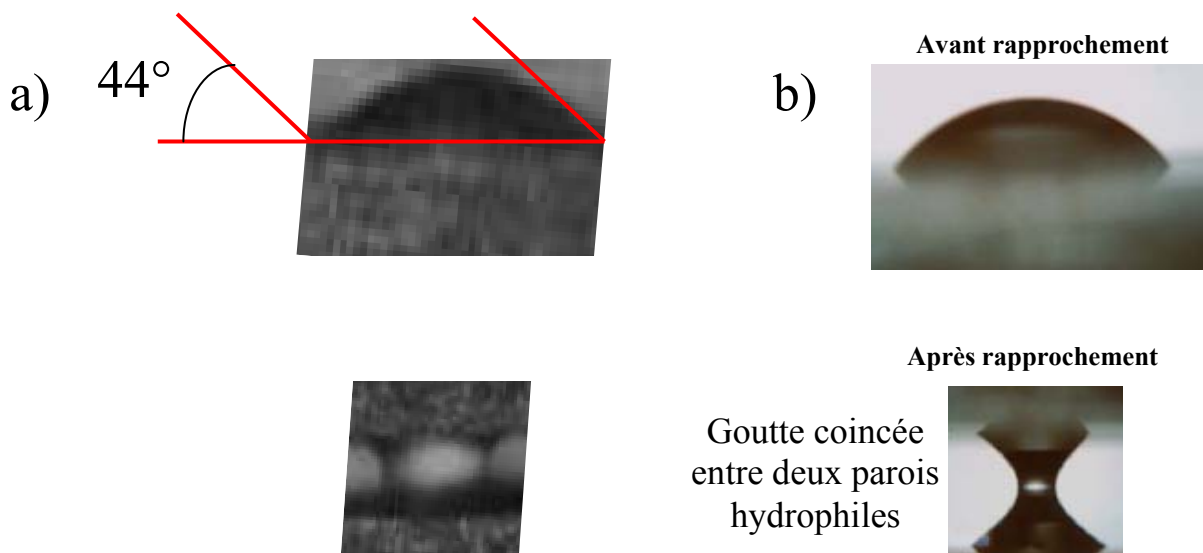 a)
44°
b)
Avant rapprochement
Après rapprochement
Goutte coincée
entre deux parois
hydrophiles